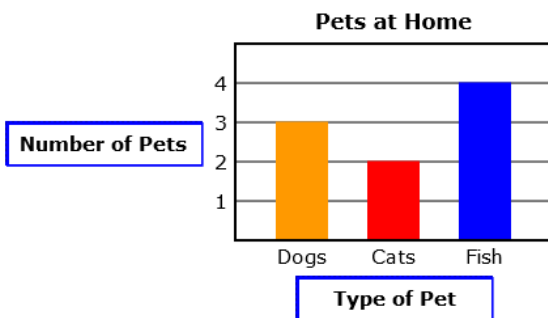 Pets at Home
4
3
Number of Pets
2
1
Dogs Cats Fish
Type of Pet